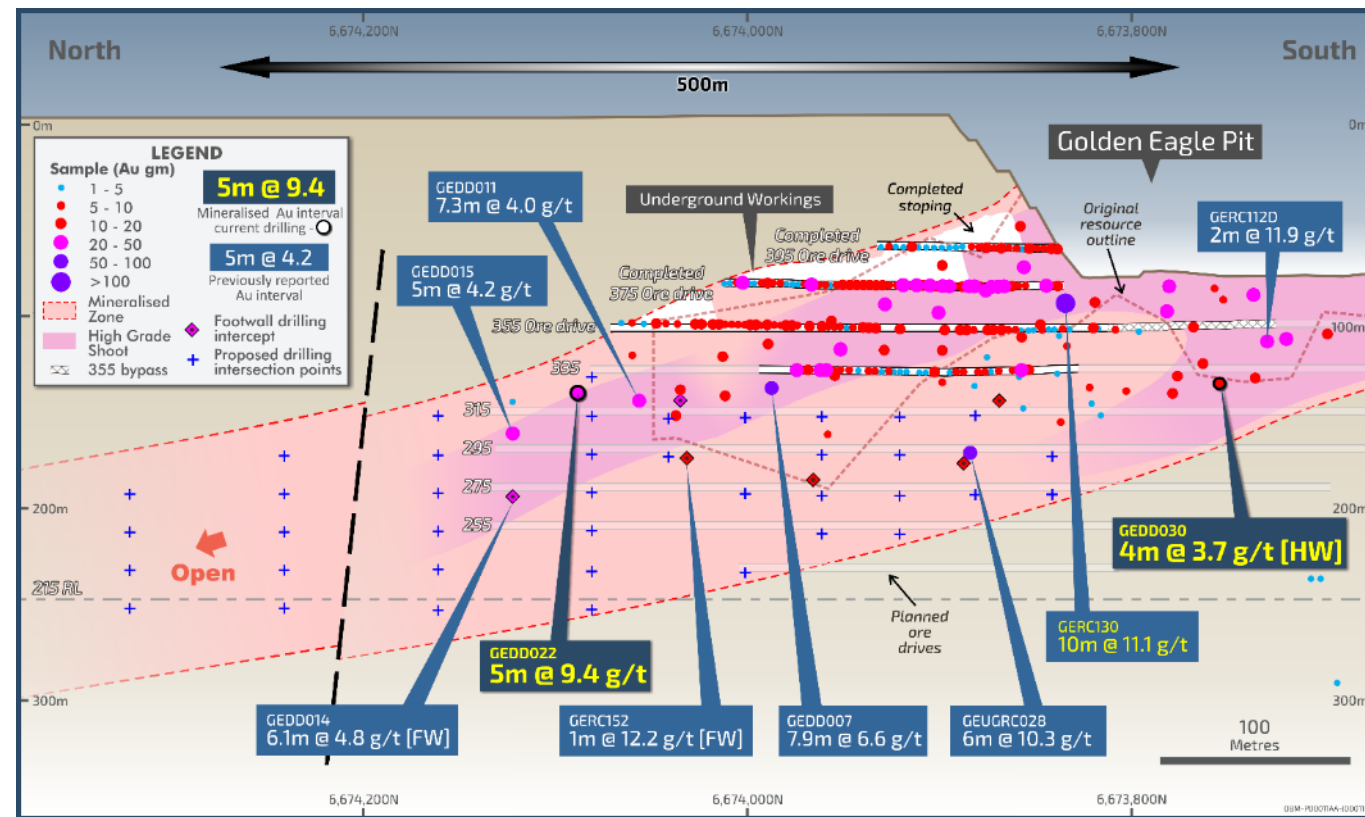 6,674,200N
6,674,000N
6,673,800N
North
South
500m
0m
0m
Golden Eagle Pit
LEGEND
Sample (Au gm)
1 - 5
5 - 10
10 - 20
20 - 50
50 - 100
>100
Mineralised
Zone
High Grade
Shoot
355 bypass
5m @ 9.4
Mineralised Au interval
current drilling -
5m @ 4.2
Previously reported
Au interval
Footwall drilling
intercept
Proposed drilling
intersection points
GEDD011
7.3m @ 4.0 g/t
Underground Workings
Completed
stoping
Original
resource
outline
GERC112D
2m @ 11.9 g/t
GEDD015
5m @ 4.2 g/t
Completed
395 Ore drive
Completed
375 Ore drive
355 Ore drive
100m
335
315
295
275
255
200m
200m
Open
215 RL
GEDD030
4m @ 3.7 g/t [HW]
Planned
ore
drives
GERC130
10m @ 11.1 g/t
GEDD022
5m @ 9.4 g/t
300m
300m
GEDD014
6.1m @ 4.8 g/t [FW]
GERC152
1m @ 12.2 g/t [FW]
GEDD007
7.9m @ 6.6 g/t
GEUGRC028
6m @ 10.3 g/t
100
Metres
6,674,200N
6,674,000N
6,673,800N